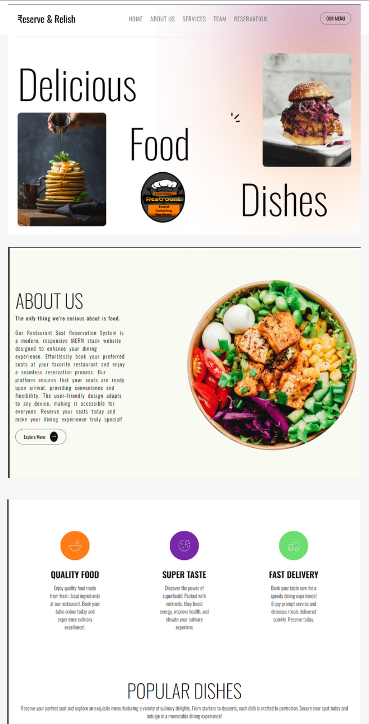 Reserve & Relish
HOME ABOUT US SERVICES TEAM RESERVATION
OUR MENU
Delicious
Food
Dishes
ABOUT US
The only thing we're serious about is food.
Our Restaurant Seat Reservation System is
a modern, responsive MERN stack website
designed to enhance your dining
experience. Effortlessly book your preferred
seats at your favorite restaurant and enjoy
a seamless reservation process. Our
platform ensures that your seats are ready
upon arrival, providing convenience and
flexibility. The user-friendly design adapts
to any device, making it accessible for
everyone. Reserve your seats today and
make your dining experience truly special!
Explore Menu
QUALITY FOOD
Enjoy quality food made
from fresh, local ingredients
at our restaurant. Book your
table online today and
experience culinary
excellence!
SUPER TASTE
Discover the power of
superfoods! Packed with
nutrients, they boost
energy, improve health, and
elevate your culinary
experience.
FAST DELIVERY
Book your table now for a
speedy dining experience!
Enjoy prompt service and
delicious meals delivered
quickly. Reserve today.
POPULAR DISHES
Reserve your perfect seat and explore an exquisite menu featuring a variety of culinary delights. From starters to desserts, each dish is crafted to perfection. Secure your spot today and
indulge in a memorable dining experience!